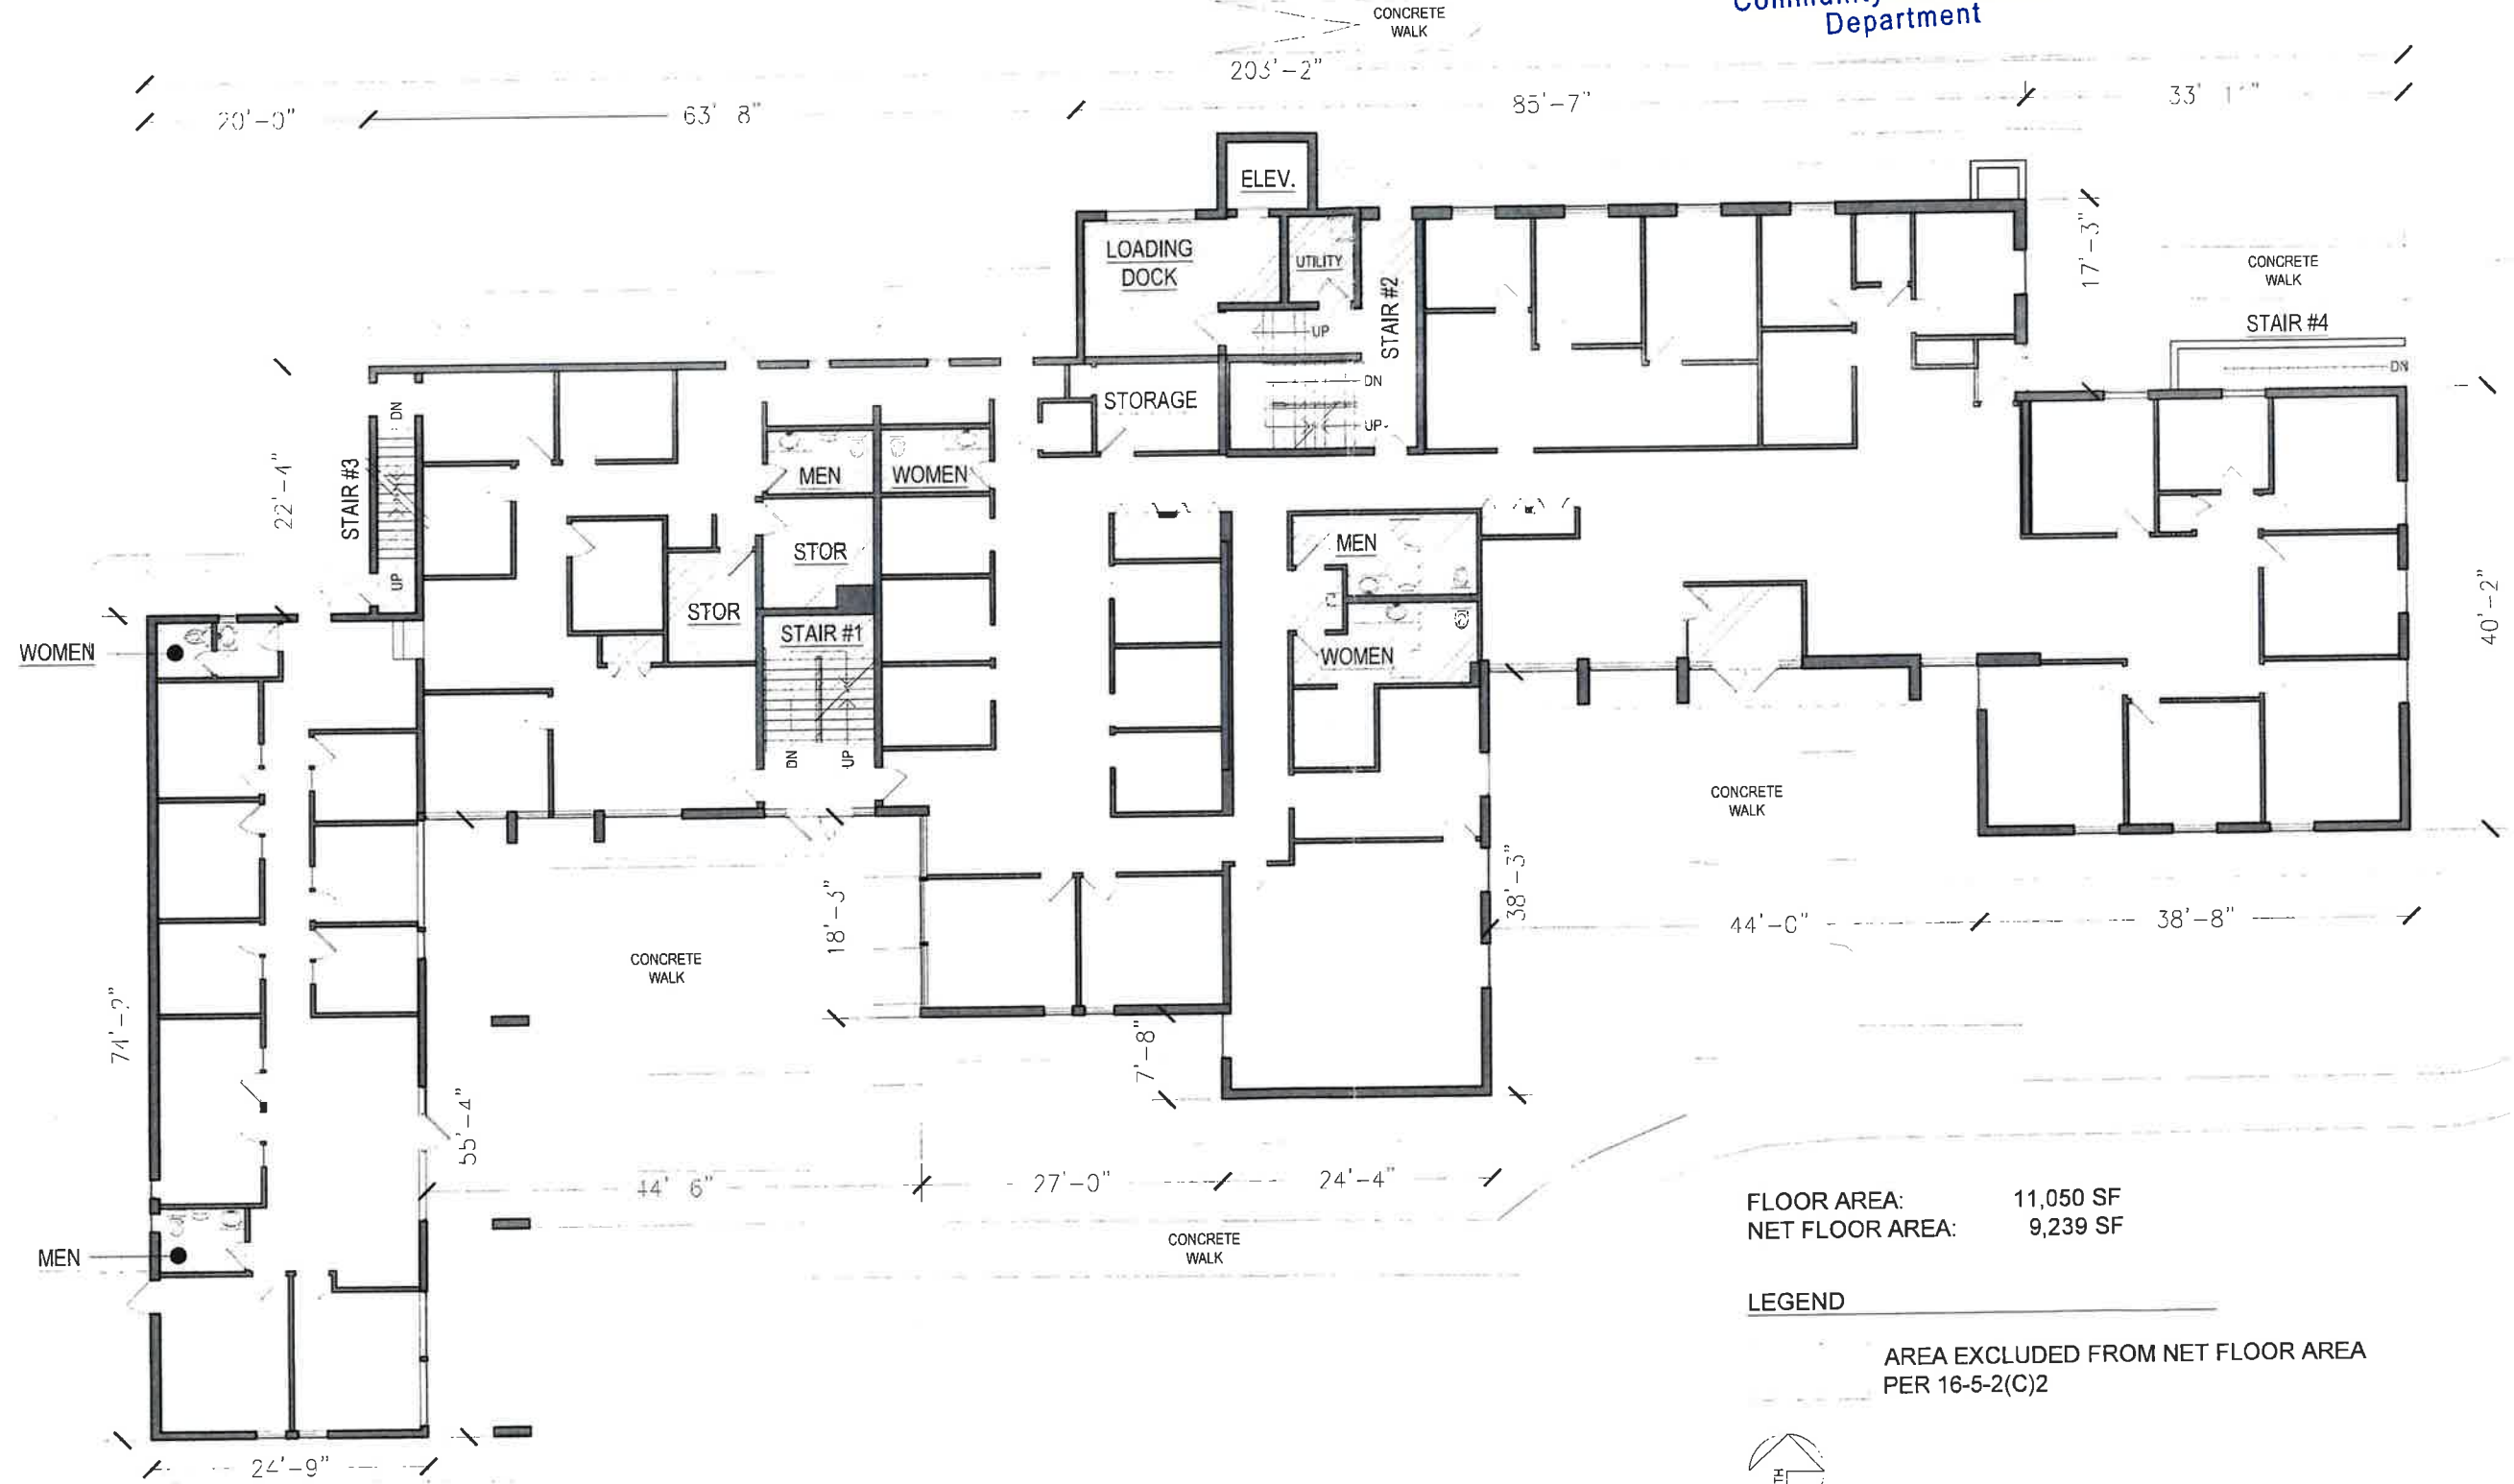 Department
CONCRETE
WALK
203'-2"
20'-0"
63' 8"
85'-7"
33'
ELEV.
LOADING
DOCK
UTILITY
STAIR #2
UP
17'-3"
CONCRETE
WALK
STAIR #4
DN
STORAGE
DN
UP
22'-4"
STAIR #3
DN
UP
MEN
WOMEN
STOR
STOR
STAIR #1
DN
UP
MEN
WOMEN
40'-2"
WOMEN
CONCRETE
WALK
18'-3"
38'-3"
44'-0"
38'-8"
CONCRETE
WALK
7'-8"
55'-4"
44' 6"
27'-0"
24'-4"
CONCRETE
WALK
MEN
24'-9"
FLOOR AREA: 11,050 SF
NET FLOOR AREA: 9,239 SF
LEGEND
AREA EXCLUDED FROM NET FLOOR AREA
PER 16-5-2(C)2